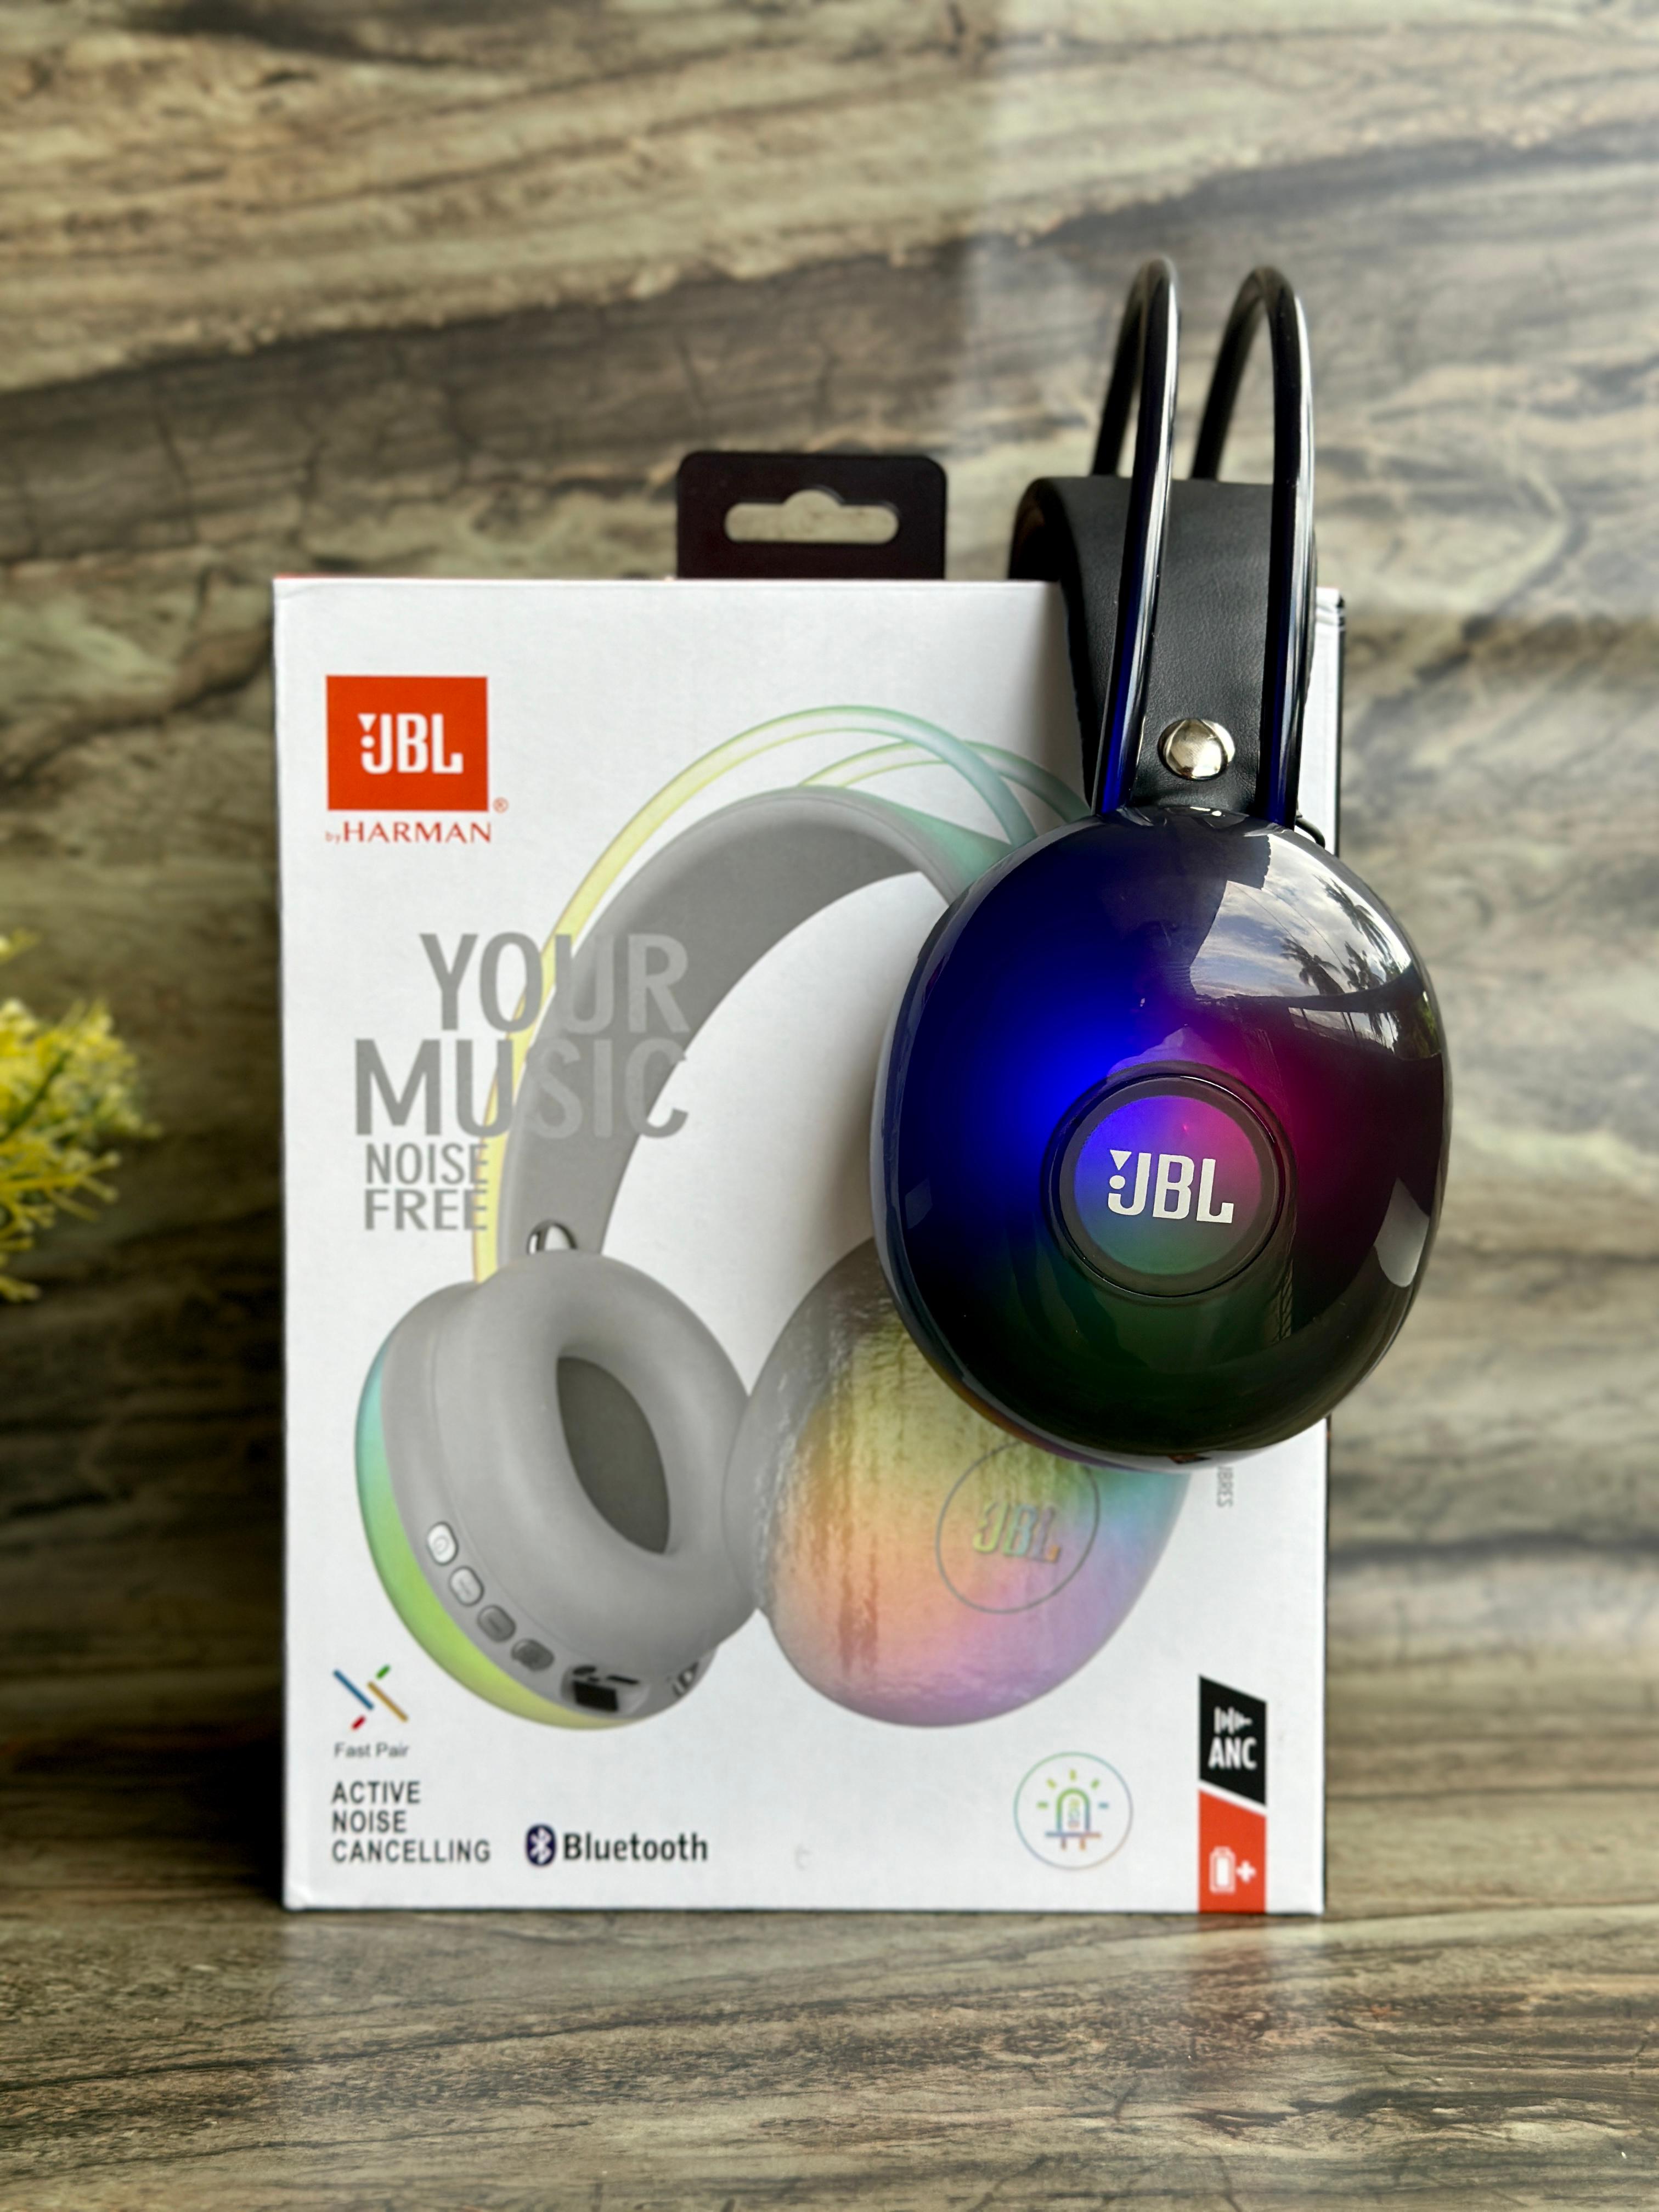 JBL
®
by HARMAN
YOUR
MUSIC
NOISE
FREE
JBL
JBL
Fast Pair
ACTIVE
NOISE
CANCELLING
Bluetooth
ANC